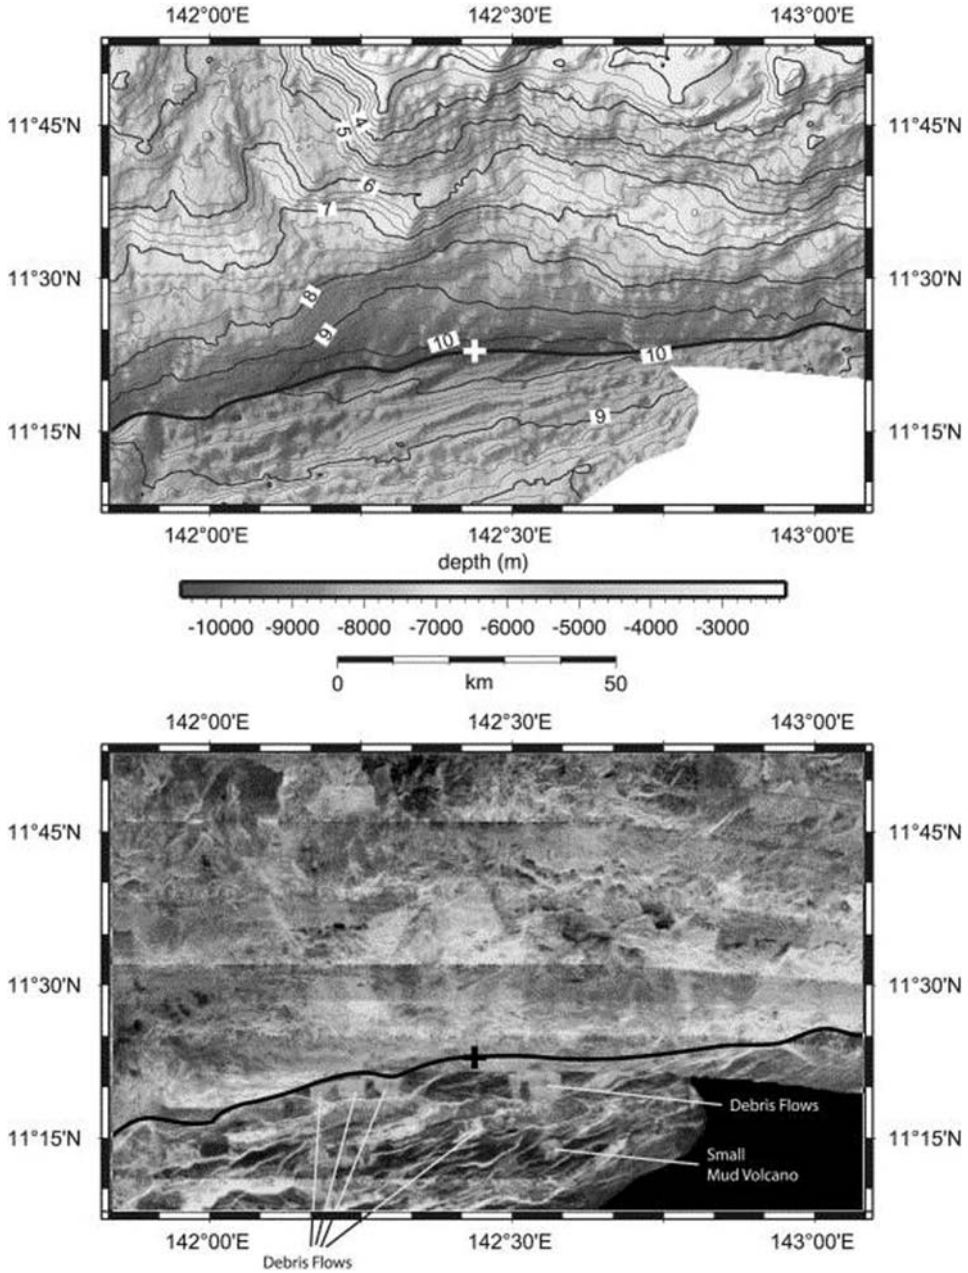 142°00'E 142°30'E 143°00'E
11°45'N 11°45'N
4
5
6
7
11°30'N 11°30'N
8
9
10
10
9
11°15'N 11°15'N
142°00'E 142°30'E 143°00'E
depth (m)
-10000 -9000 -8000 -7000 -6000 -5000 -4000 -3000
0 km 50
142°00'E 142°30'E 143°00'E
11°45'N 11°45'N
11°30'N 11°30'N
Debris Flows
11°15'N 11°15'N
Small
Mud Volcano
142°00'E 142°30'E 143°00'E
Debris Flows